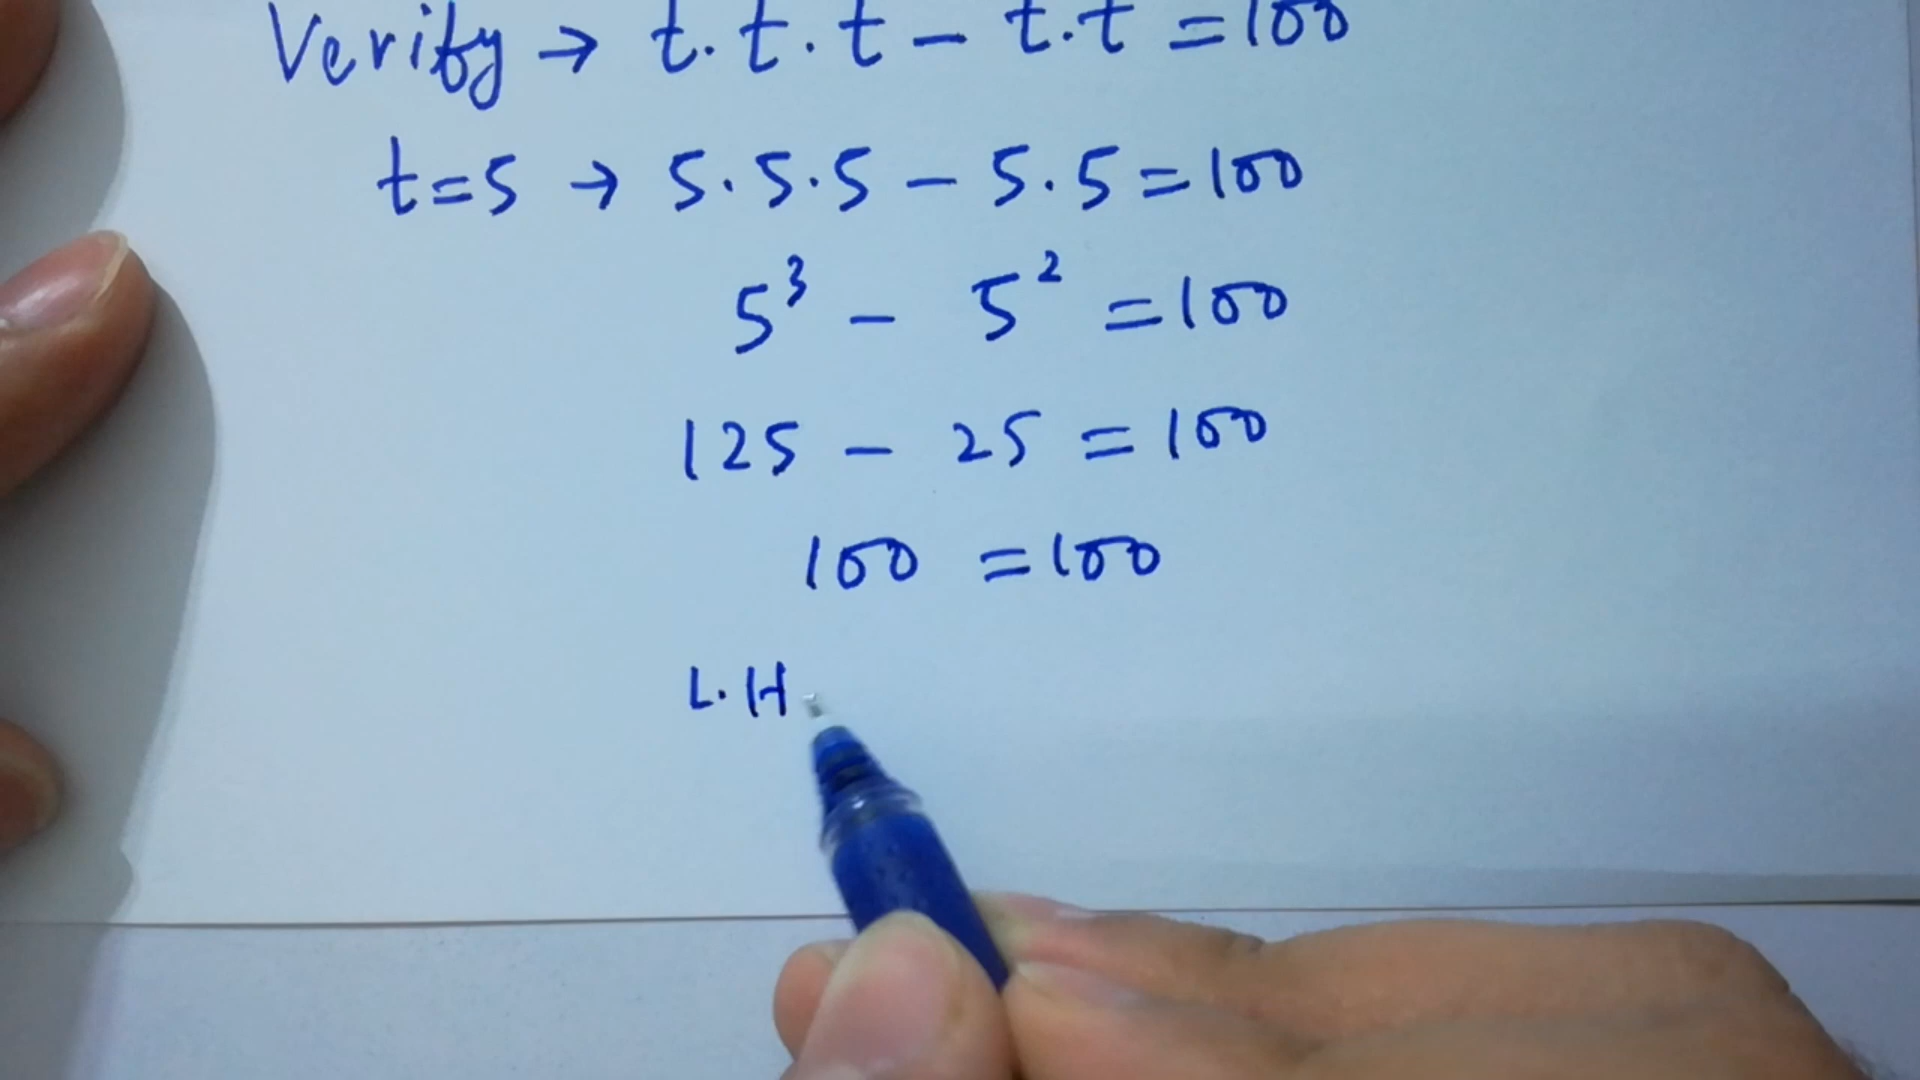 Verify → t.t.t - t.t = 100
t=5 → 5.5.5 - 5.5 = 100
5³ - 5² = 100
125 - 25 = 100
100 = 100
L.H